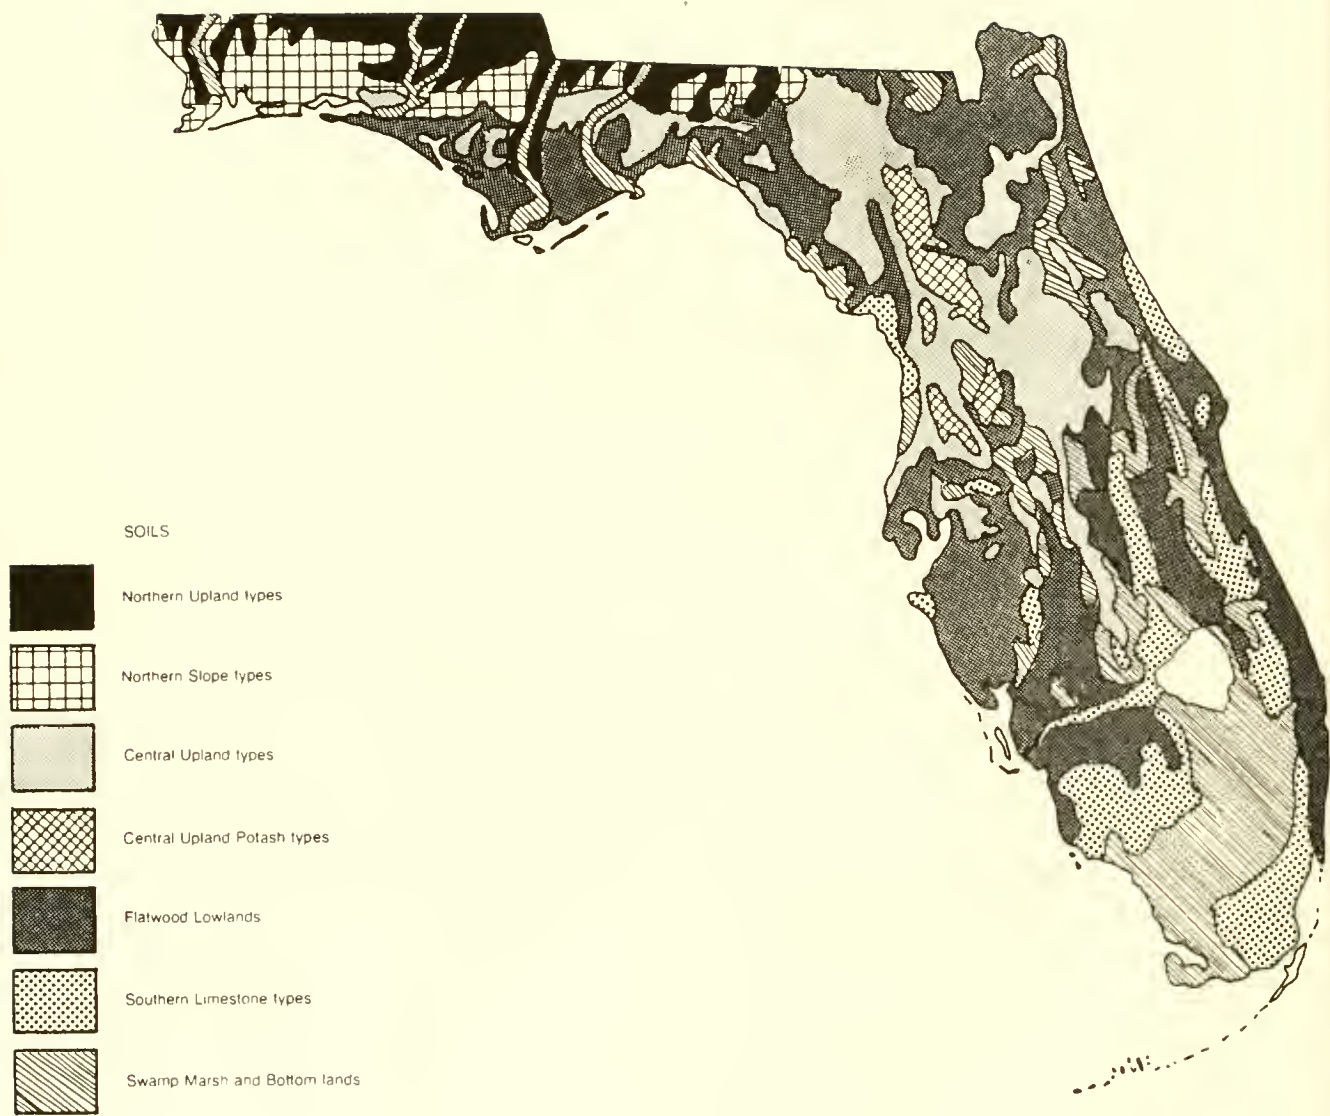 SOILS
Northern Upland types
Northern Slope types
Central Upland types
Central Upland Potash types
Flatwood Lowlands
Southern Limestone types
Swamp Marsh and Bottom lands